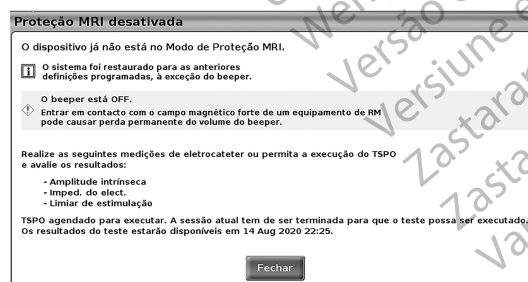 Proteção MRI desativada
O dispositivo já não está no Modo de Proteção MRI.
O sistema foi restaurado para as anteriores
definições programadas, à exceção do beeper.
O beeper está OFF.
Entrar em contacto com o campo magnético forte de um equipamento de RM
pode causar perda permanente do volume do beeper.
Realize as seguintes medições de eletrocateter ou permita a execução do TSPO
e avalie os resultados:
- Amplitude intrínseca
- Imped. do elect.
- Limiar de estimulação
TSPO agendado para executar. A sessão atual tem de ser terminada para que o teste possa ser executado.
Os resultados do teste estarão disponíveis em 14 Aug 2020 22:25.
Fechar